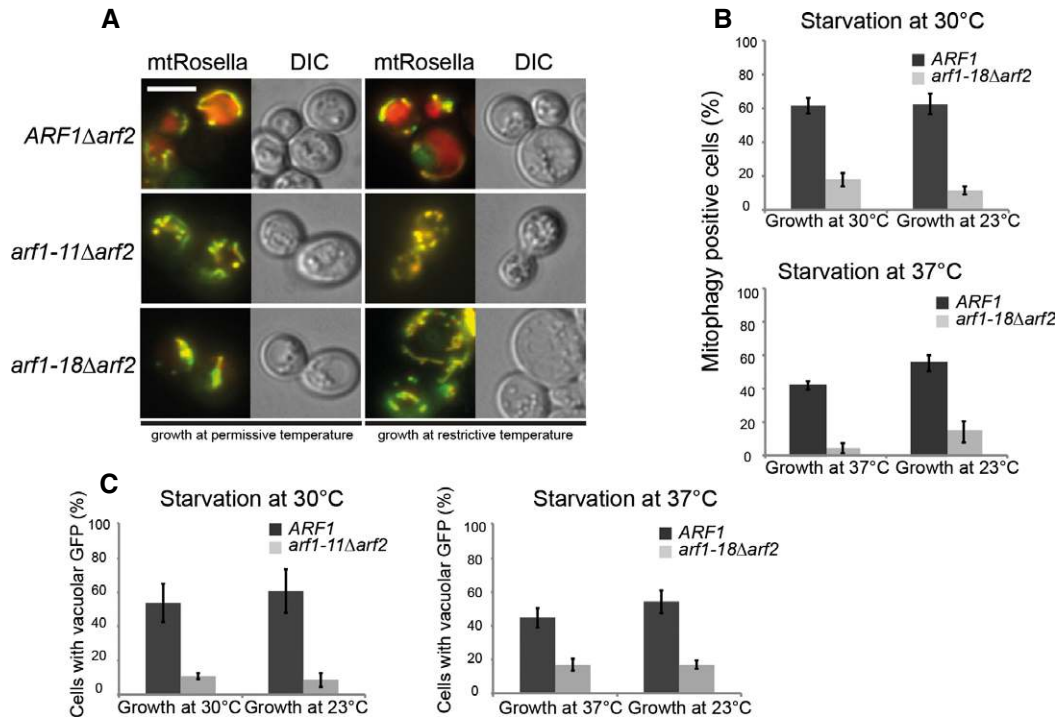 A
mtRosella DIC mtRosella DIC
ARF1Δarf2
arf1-11Δarf2
arf1-18Δarf2
growth at permissive temperature growth at restrictive temperature
B
Starvation at 30°C
Mitophagy positive cells (%)
100
80
60
40
20
0
ARF1
arf1-18Δarf2
Growth at 30°C Growth at 23°C
Starvation at 37°C
100
80
60
40
20
0
ARF1
arf1-18Δarf2
Growth at 37°C Growth at 23°C
C
Starvation at 30°C
Cells with vacuolar GFP (%)
100
80
60
40
20
0
ARF1
arf1-11Δarf2
Growth at 30°C Growth at 23°C
Starvation at 37°C
Cells with vacuolar GFP (%)
100
80
60
40
20
0
ARF1
arf1-18Δarf2
Growth at 37°C Growth at 23°C